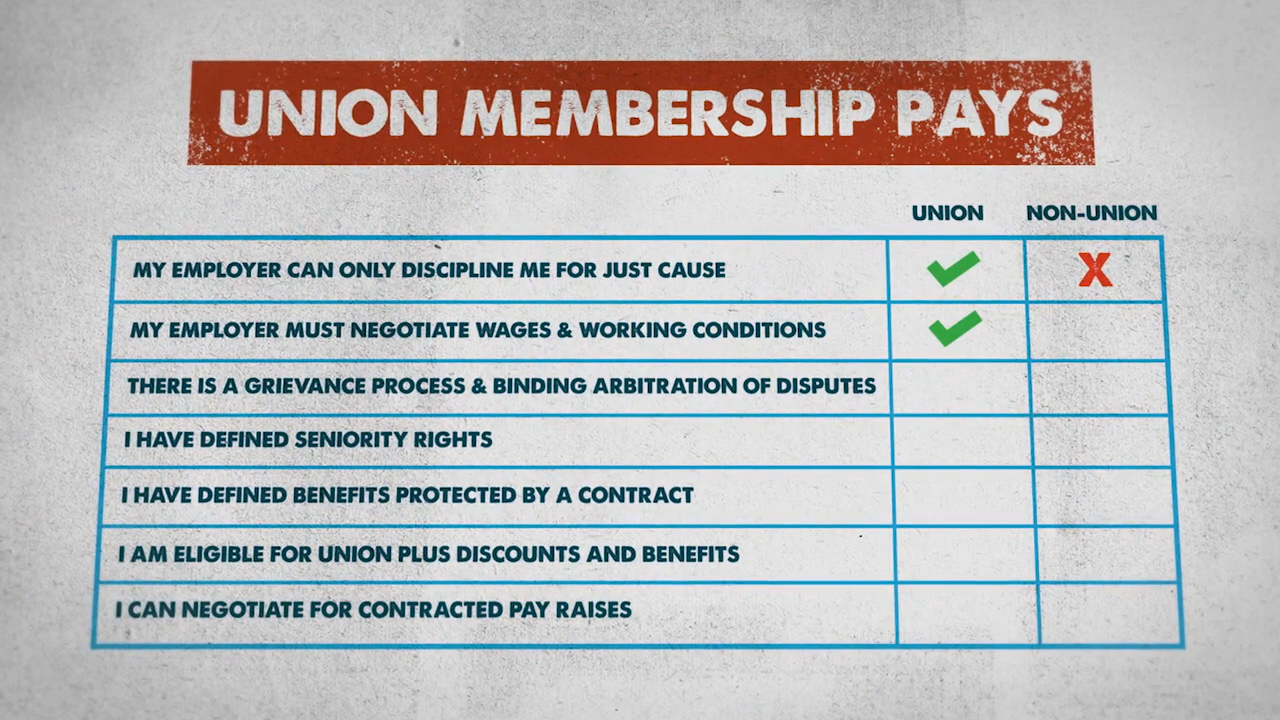 UNION MEMBERSHIP PAYS
UNION NON-UNION
MY EMPLOYER CAN ONLY DISCIPLINE ME FOR JUST CAUSE ✔ X
MY EMPLOYER MUST NEGOTIATE WAGES & WORKING CONDITIONS ✔
THERE IS A GRIEVANCE PROCESS & BINDING ARBITRATION OF DISPUTES
I HAVE DEFINED SENIORITY RIGHTS
I HAVE DEFINED BENEFITS PROTECTED BY A CONTRACT
I AM ELIGIBLE FOR UNION PLUS DISCOUNTS AND BENEFITS
I CAN NEGOTIATE FOR CONTRACTED PAY RAISES